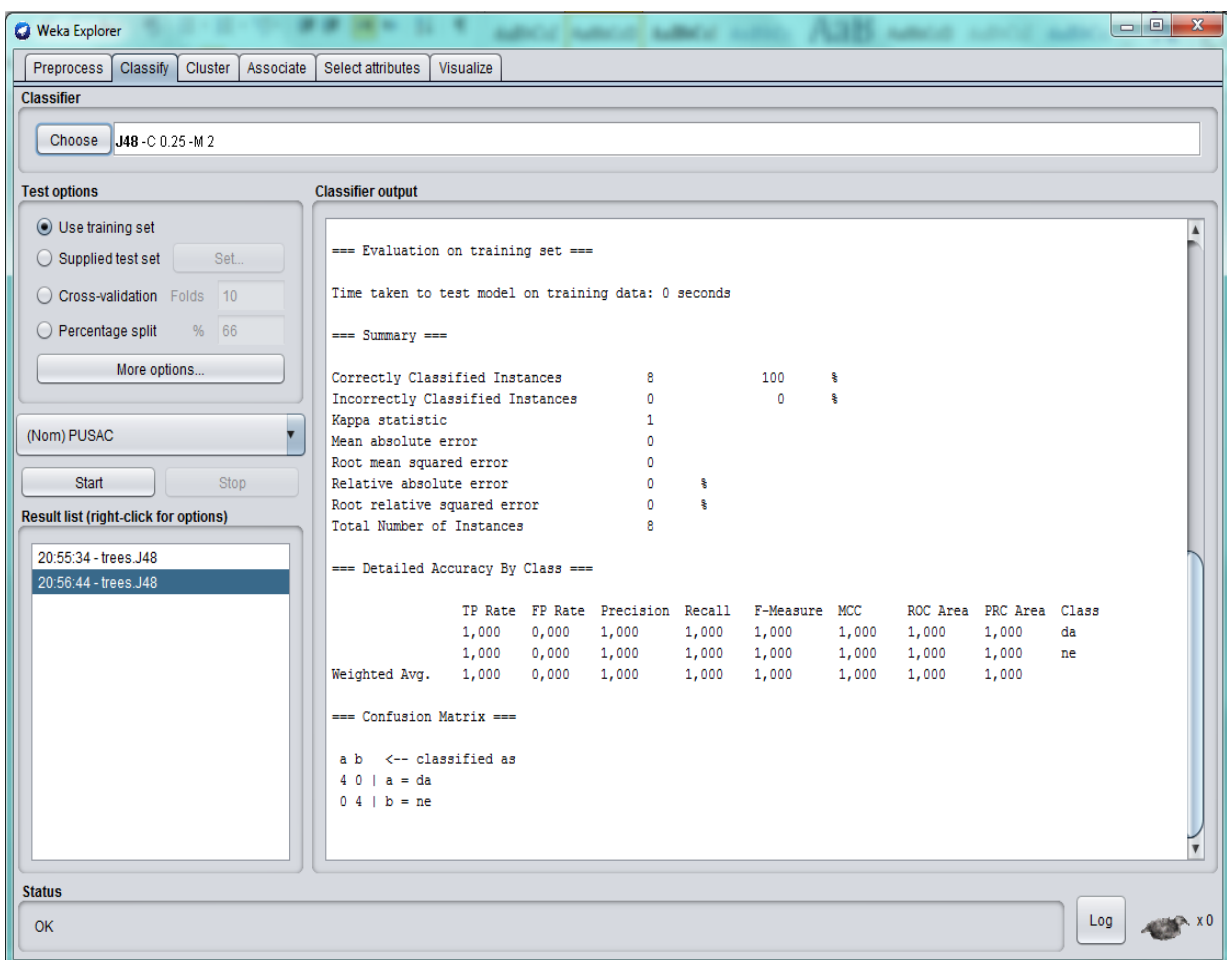 Weka Explorer
Preprocess Classify Cluster Associate Select attributes Visualize
Classifier
Choose J48 -C 0.25 -M 2
Test options
Use training set
Supplied test set Set...
Cross-validation Folds 10
Percentage split % 66
More options...
(Nom) PUSAC
Start Stop
Result list (right-click for options)
20:55:34 - trees.J48
20:56:44 - trees.J48
Classifier output
=== Evaluation on training set ===
Time taken to test model on training data: 0 seconds
=== Summary ===
Correctly Classified Instances 8 100 %
Incorrectly Classified Instances 0 0 %
Kappa statistic 1
Mean absolute error 0
Root mean squared error 0
Relative absolute error 0 %
Root relative squared error 0 %
Total Number of Instances 8
=== Detailed Accuracy By Class ===
TP Rate FP Rate Precision Recall F-Measure MCC ROC Area PRC Area Class
1,000 0,000 1,000 1,000 1,000 1,000 1,000 1,000 da
1,000 0,000 1,000 1,000 1,000 1,000 1,000 1,000 ne
Weighted Avg. 1,000 0,000 1,000 1,000 1,000 1,000 1,000 1,000
=== Confusion Matrix ===
a b <-- classified as
4 0 | a = da
0 4 | b = ne
Status
OK
Log x 0